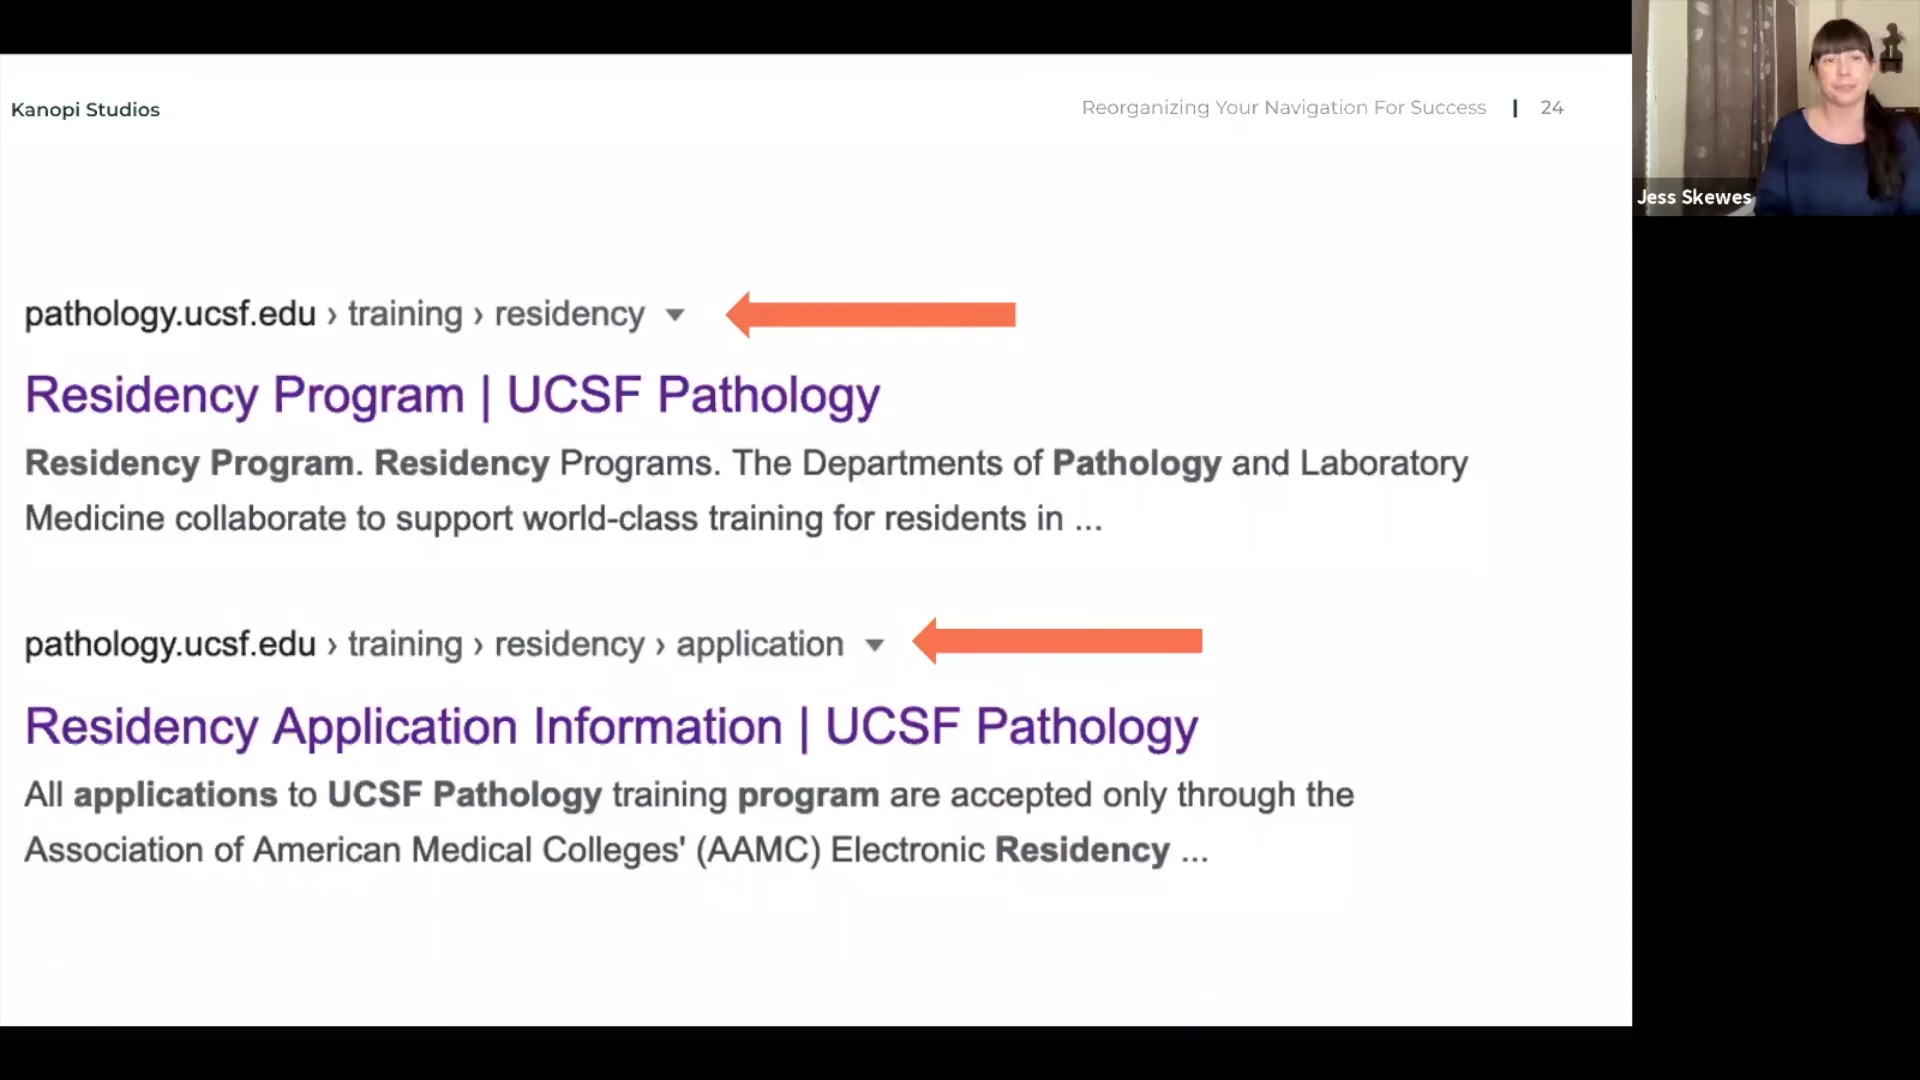 Kanopi Studios
Reorganizing Your Navigation For Success | 24
Jess Skewes
pathology.ucsf.edu › training › residency
Residency Program | UCSF Pathology
Residency Program. Residency Programs. The Departments of Pathology and Laboratory
Medicine collaborate to support world-class training for residents in ...
pathology.ucsf.edu › training › residency › application
Residency Application Information | UCSF Pathology
All applications to UCSF Pathology training program are accepted only through the
Association of American Medical Colleges' (AAMC) Electronic Residency ...